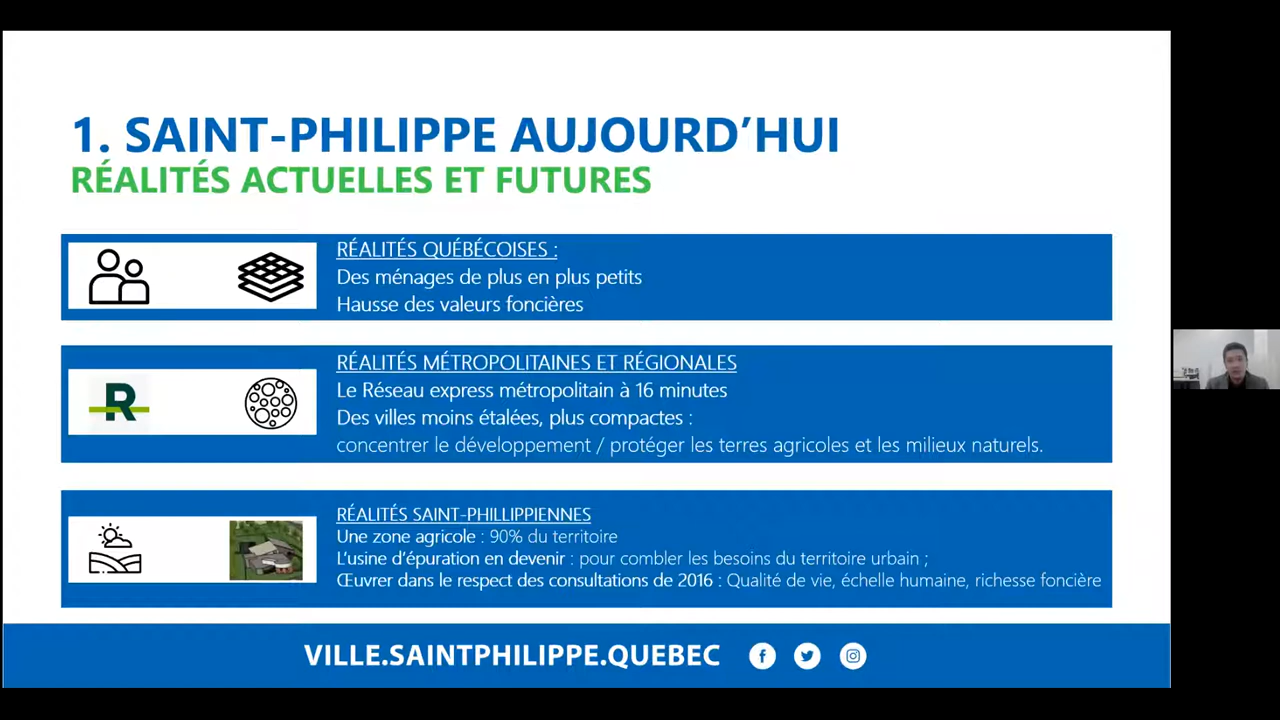 1. SAINT-PHILIPPE AUJOURD'HUI
RÉALITÉS ACTUELLES ET FUTURES
RÉALITÉS QUÉBÉCOISES :
Des ménages de plus en plus petits
Hausse des valeurs foncières
R
RÉALITÉS MÉTROPOLITAINES ET RÉGIONALES
Le Réseau express métropolitain à 16 minutes
Des villes moins étalées, plus compactes :
concentrer le développement / protéger les terres agricoles et les milieux naturels.
RÉALITÉS SAINT-PHILLIPPIENNES
Une zone agricole : 90% du territoire
L'usine d'épuration en devenir : pour combler les besoins du territoire urbain ;
Œuvrer dans le respect des consultations de 2016 : Qualité de vie, échelle humaine, richesse foncière
VILLE.SAINTPHILIPPE.QUEBEC